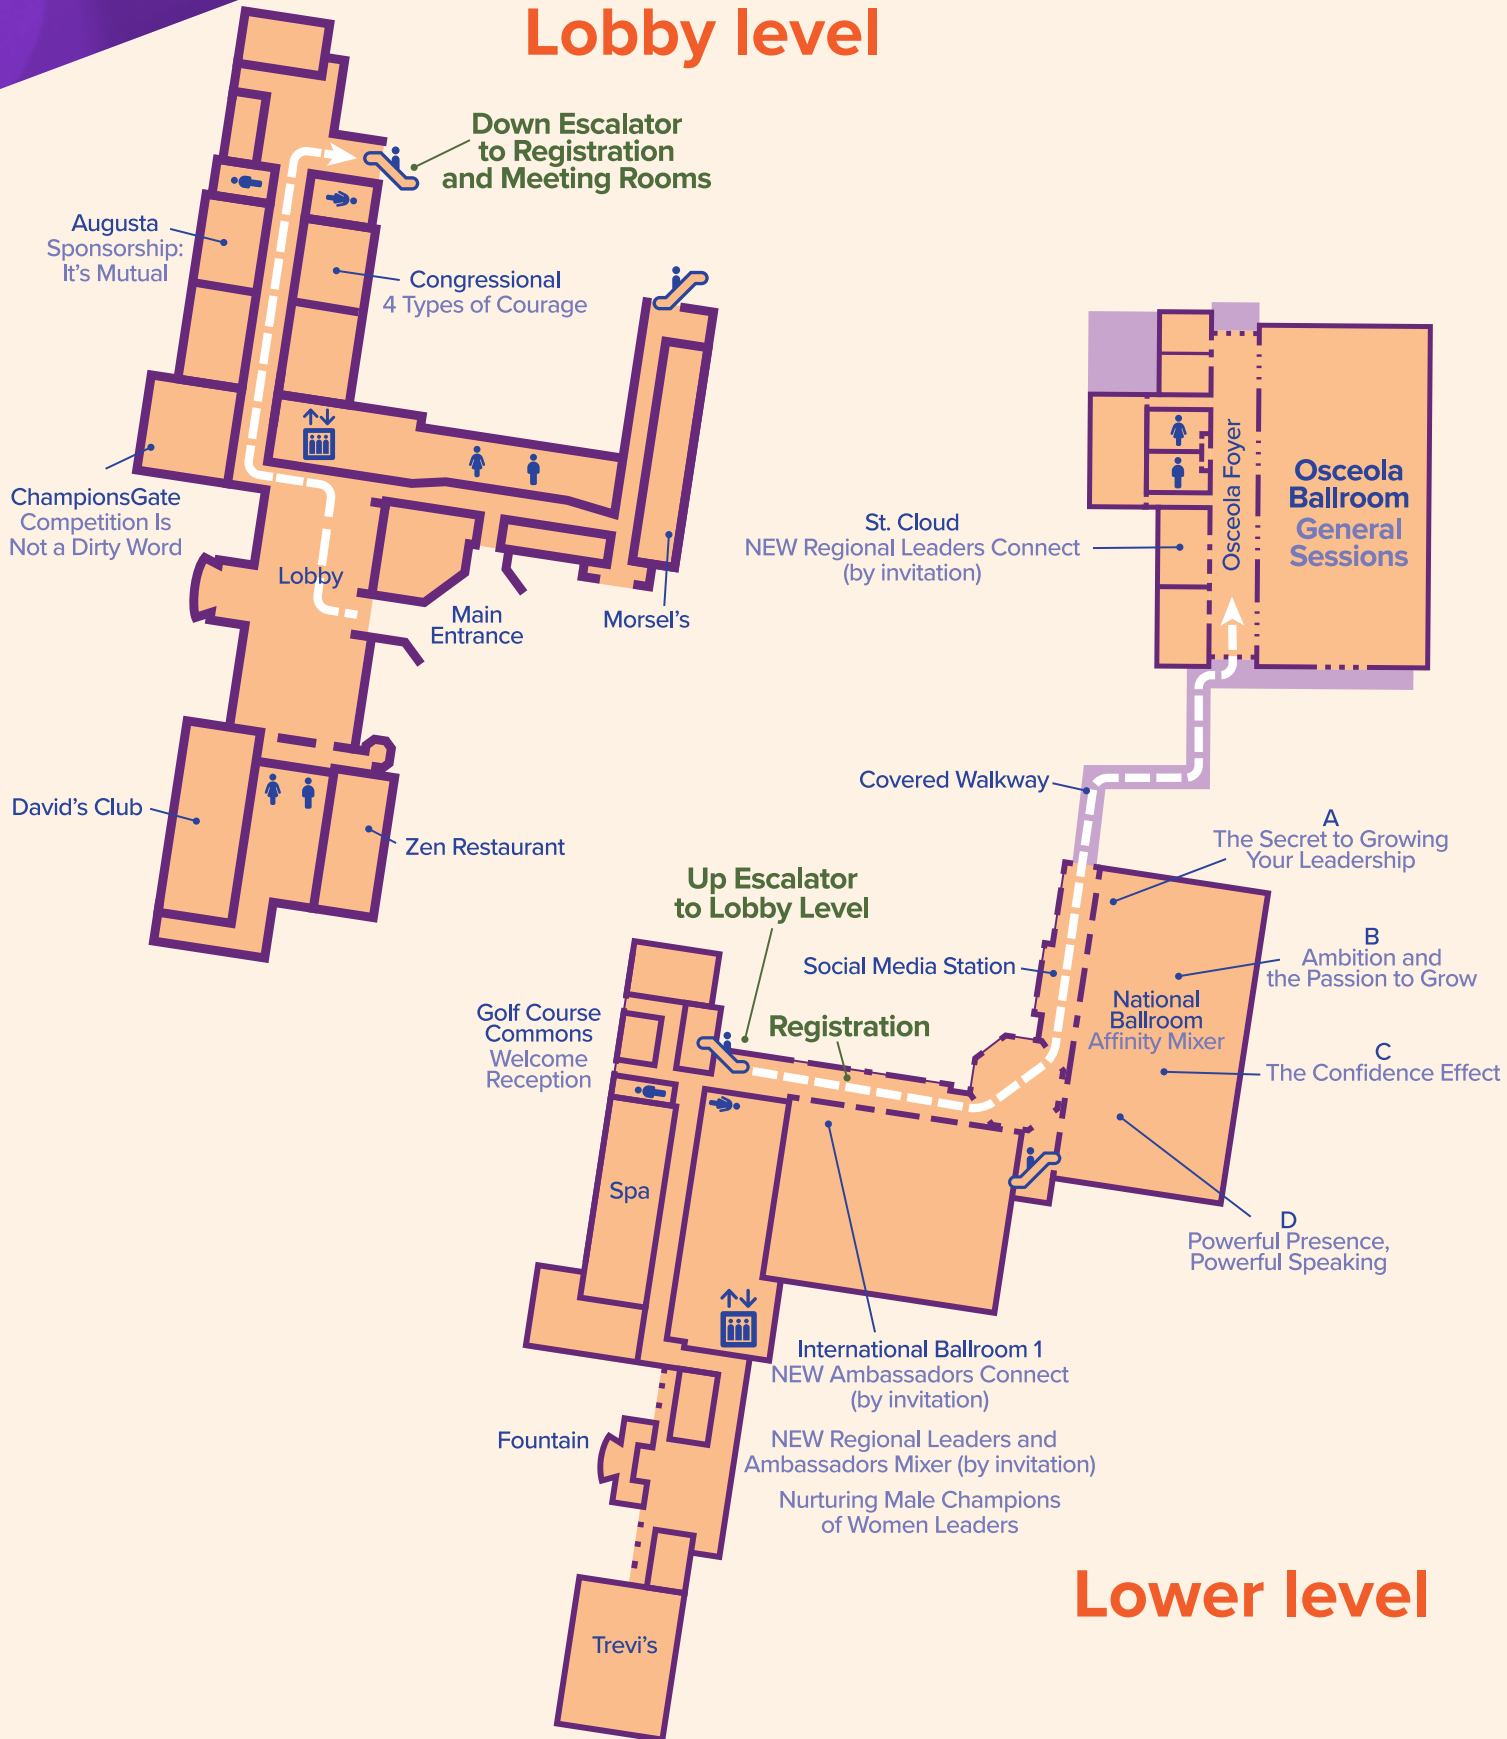 Lobby level
Down Escalator
to Registration
and Meeting Rooms
Augusta
Sponsorship:
It's Mutual
Congressional
4 Types of Courage
ChampionsGate
Competition Is
Not a Dirty Word
Lobby
Main
Entrance
Morsel's
David's Club
Zen Restaurant
St. Cloud
NEW Regional Leaders Connect
(by invitation)
Osceola Foyer
Osceola
Ballroom
General
Sessions
Covered Walkway
A
The Secret to Growing
Your Leadership
Up Escalator
to Lobby Level
B
Ambition and
the Passion to Grow
Social Media Station
National
Ballroom
Affinity Mixer
Golf Course
Commons
Welcome
Reception
Registration
C
The Confidence Effect
Spa
D
Powerful Presence,
Powerful Speaking
International Ballroom 1
NEW Ambassadors Connect
(by invitation)
NEW Regional Leaders and
Ambassadors Mixer (by invitation)
Nurturing Male Champions
of Women Leaders
Fountain
Trevi's
Lower level